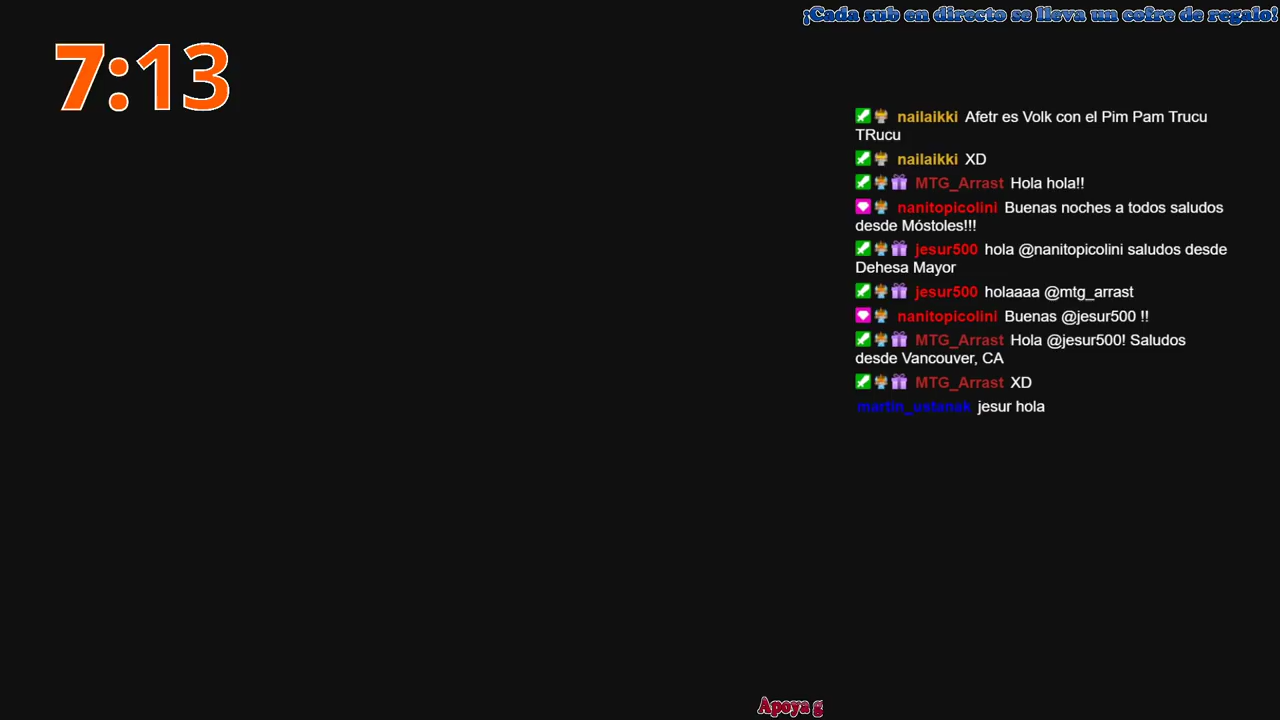 ¡Cada sub en directo se lleva un cofre de regalo!
7:13
nailaikki Afetr es Volk con el Pim Pam Trucu
TRucu
nailaikki XD
MTG_Arrast Hola hola!!
nanitopicolini Buenas noches a todos saludos
desde Móstoles!!!
jesur500 hola @nanitopicolini saludos desde
Dehesa Mayor
jesur500 holaaaa @mtg_arrast
nanitopicolini Buenas @jesur500 !!
MTG_Arrast Hola @jesur500! Saludos
desde Vancouver, CA
MTG_Arrast XD
martin_ustanak jesur hola
Apoya g